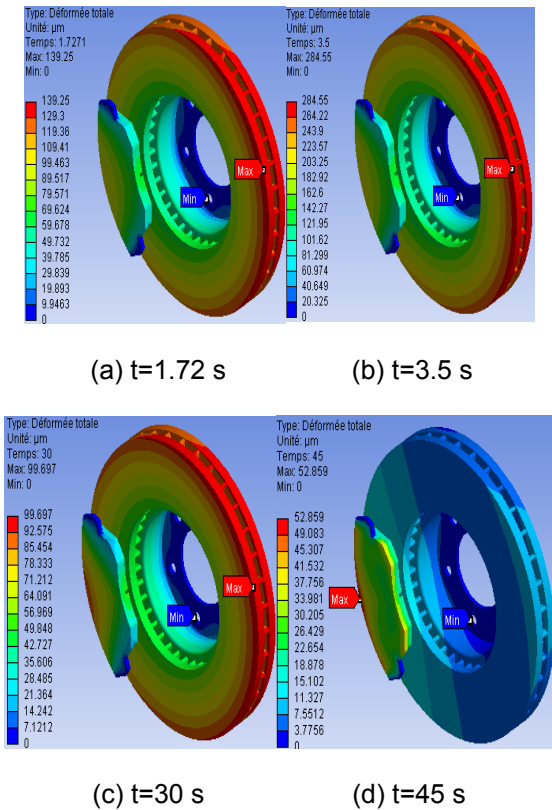 Type: Déformée totale
Unité: µm
Temps: 1.7271
Max: 139.25
Min: 0
139.25
129.3
119.36
109.41
99.463
89.517
79.571
69.624
59.678
49.732
39.785
29.839
19.893
9.9463
0
Max
Min
(a) t=1.72 s
Type: Déformée totale
Unité: µm
Temps: 3.5
Max: 284.55
Min: 0
284.55
264.22
243.9
223.57
203.25
182.92
162.6
142.27
121.95
101.62
81.299
60.974
40.649
20.325
0
Max
Min
(b) t=3.5 s
Type: Déformée totale
Unité: µm
Temps: 30
Max: 99.697
Min: 0
99.697
92.575
85.454
78.333
71.212
64.091
56.969
49.848
42.727
35.606
28.485
21.364
14.242
7.1212
0
Max
Min
(c) t=30 s
Type: Déformée totale
Unité: µm
Temps: 45
Max: 52.859
Min: 0
52.859
49.083
45.307
41.532
37.756
33.981
30.205
26.429
22.654
18.878
15.102
11.327
7.5512
3.7756
0
Max
Min
(d) t=45 s